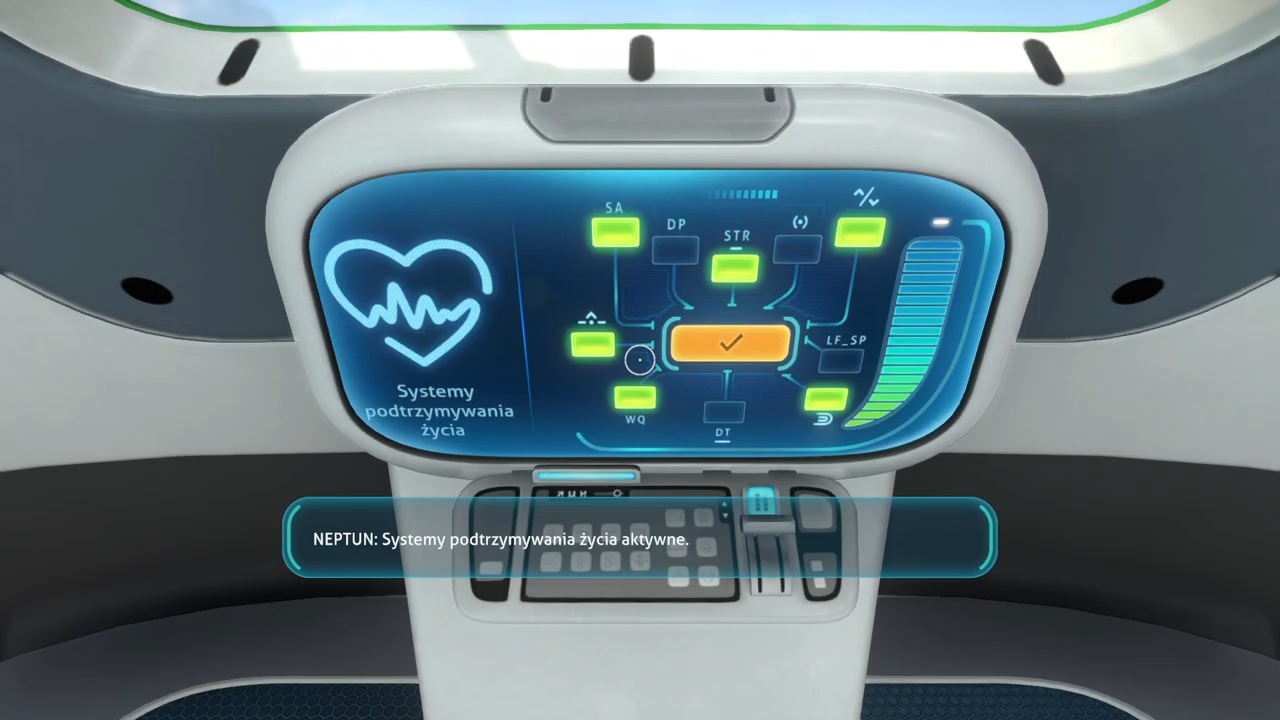 SA
DP
STR
Systemy
podtrzymywania
życia
LF_SP
WQ
DT
NEPTUN: Systemy podtrzymywania życia aktywne.